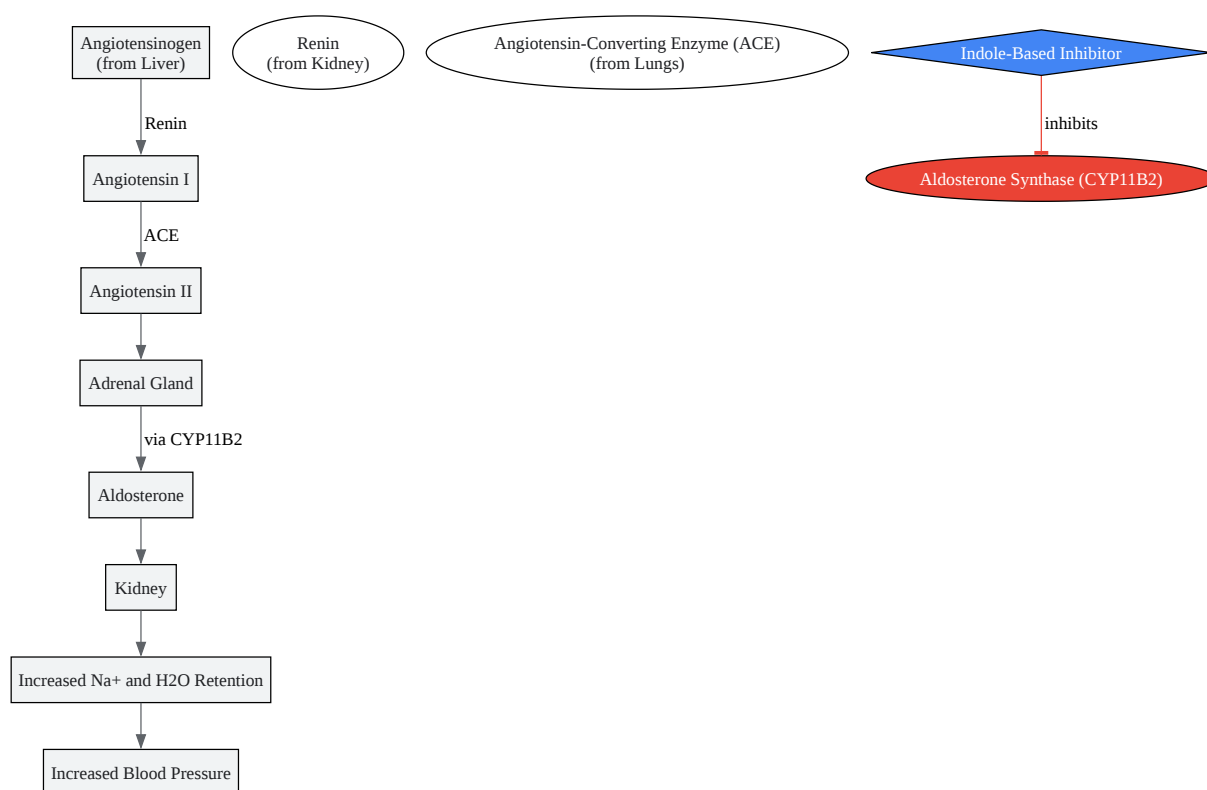 Angiotensinogen
(from Liver)
Renin
(from Kidney)
Angiotensin-Converting Enzyme (ACE)
(from Lungs)
Indole-Based Inhibitor
Renin
inhibits
Angiotensin I
Aldosterone Synthase (CYP11B2)
ACE
Angiotensin II
Adrenal Gland
via CYP11B2
Aldosterone
Kidney
Increased Na+ and H2O Retention
Increased Blood Pressure